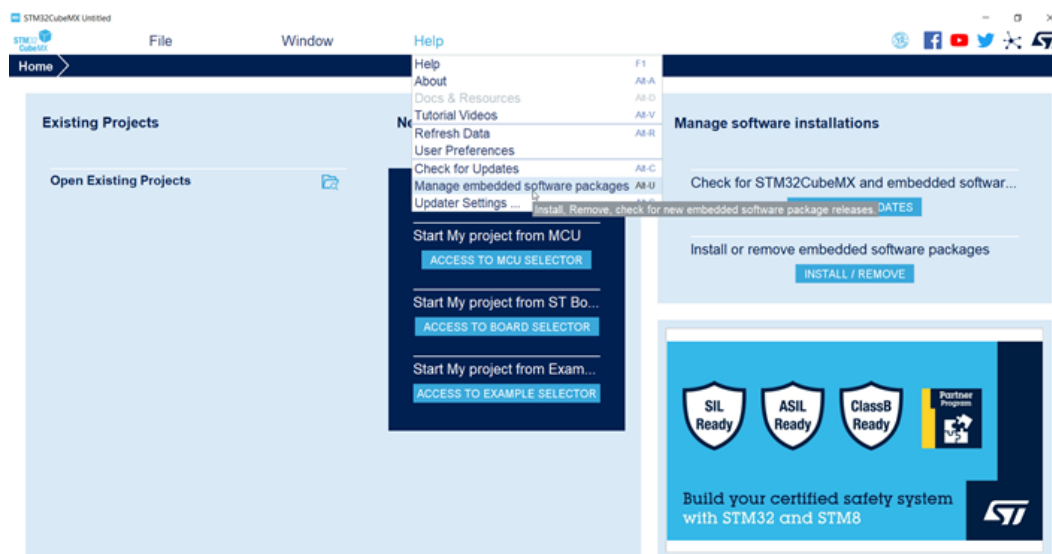 STM32CubeMX Untitled
STM32
CubeMX
File
Window
Help
Home
Help F1
About Alt-A
Docs & Resources Alt-D
Tutorial Videos Alt-V
Refresh Data Alt-R
User Preferences
Check for Updates Alt-C
Manage embedded software packages Alt-U
Updater Settings ...
Install, Remove, check for new embedded software package releases.
Existing Projects
Open Existing Projects
Start My project from MCU
ACCESS TO MCU SELECTOR
Start My project from ST Bo...
ACCESS TO BOARD SELECTOR
Start My project from Exam...
ACCESS TO EXAMPLE SELECTOR
Manage software installations
Check for STM32CubeMX and embedded softwar...
Install or remove embedded software packages
INSTALL / REMOVE
SIL
Ready
ASIL
Ready
ClassB
Ready
Partner
Program
Build your certified safety system
with STM32 and STM8